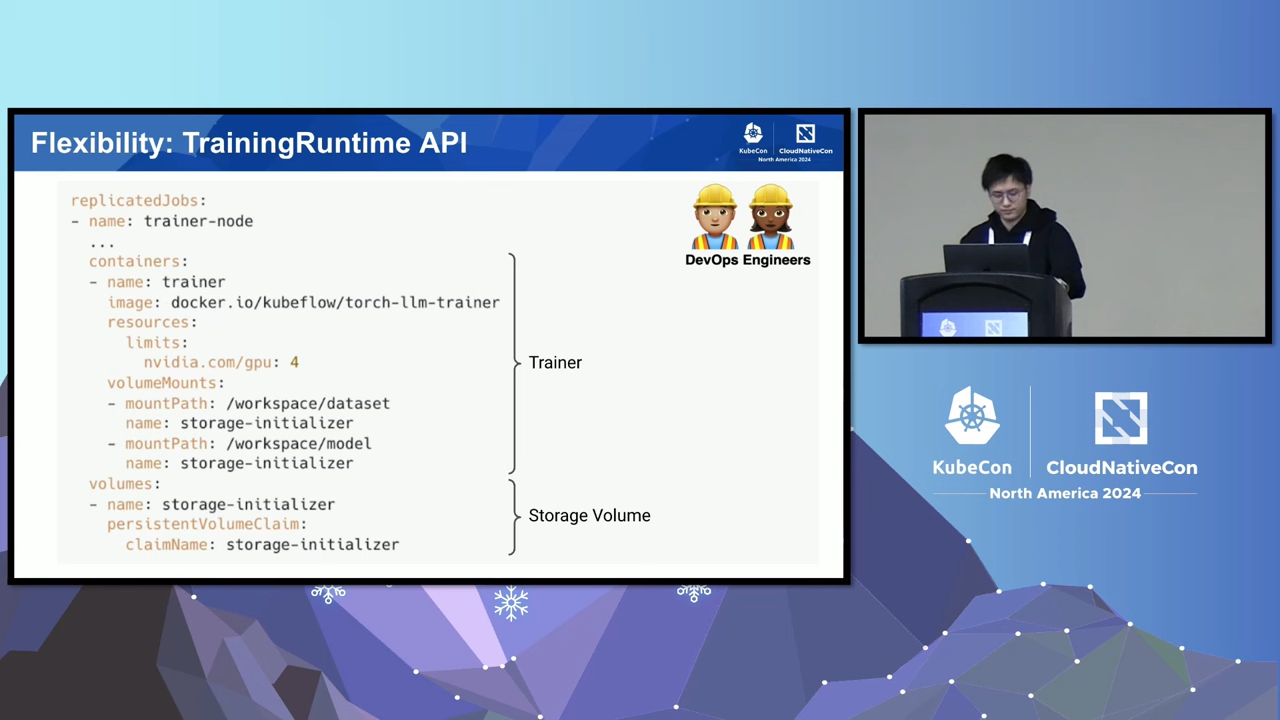 Flexibility: TrainingRuntime API
KubeCon
CloudNativeCon
North America 2024
replicatedJobs:
- name: trainer-node
...
containers:
- name: trainer
image: docker.io/kubeflow/torch-llm-trainer
resources:
limits:
nvidia.com/gpu: 4
volumeMounts:
- mountPath: /workspace/dataset
name: storage-initializer
- mountPath: /workspace/model
name: storage-initializer
volumes:
- name: storage-initializer
persistentVolumeClaim:
claimName: storage-initializer
DevOps Engineers
Trainer
Storage Volume
KubeCon
CloudNativeCon
North America 2024